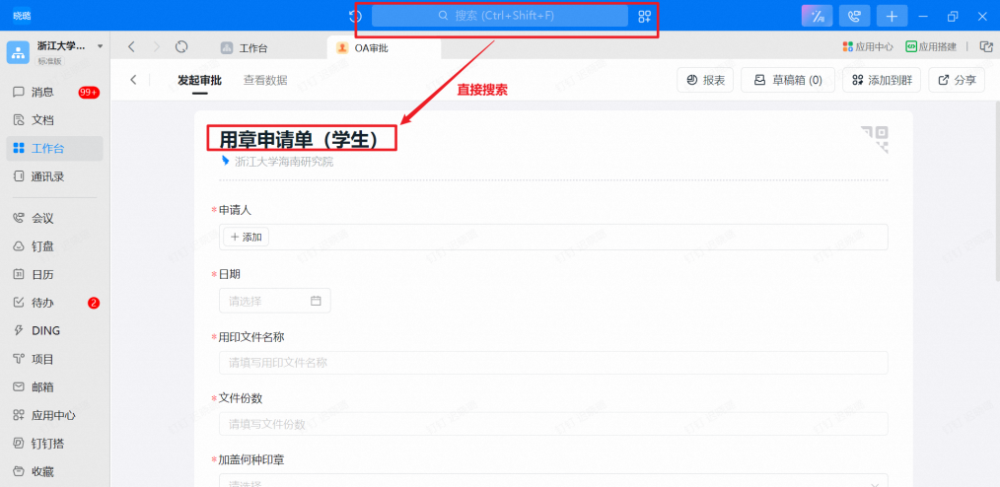 晓璐
搜索 (Ctrl+Shift+F)
浙江大学...
标准版
工作台
OA审批
应用中心
应用搭建
发起审批
查看数据
报表
草稿箱 (0)
添加到群
分享
直接搜索
消息
99+
文档
工作台
通讯录
会议
钉盘
日历
待办
2
DING
项目
邮箱
应用中心
钉钉搭
收藏
用章申请单（学生）
浙江大学海南研究院
*申请人
+ 添加
*日期
请选择
*用印文件名称
请填写用印文件名称
*文件份数
请填写文件份数
*加盖何种印章
请选择